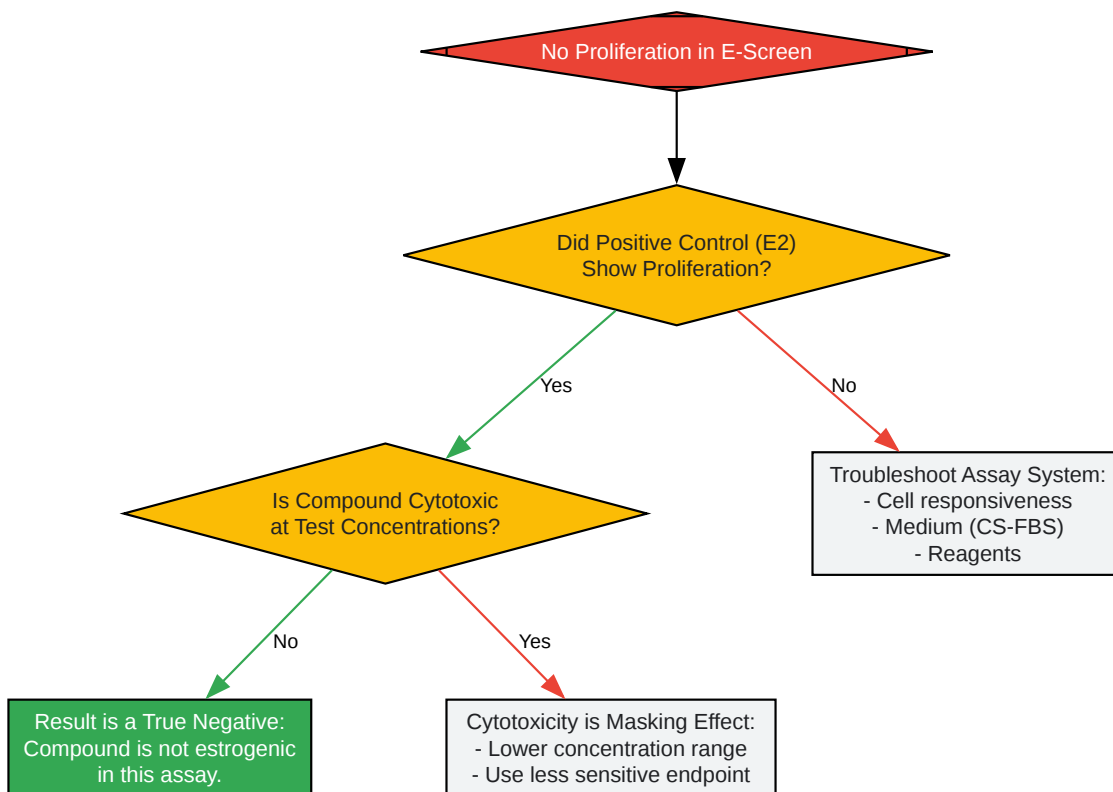 No Proliferation in E-Screen
Did Positive Control (E2)
Show Proliferation?
Yes
No
Is Compound Cytotoxic
at Test Concentrations?
Troubleshoot Assay System:
- Cell responsiveness
- Medium (CS-FBS)
- Reagents
No
Yes
Result is a True Negative:
Compound is not estrogenic
in this assay.
Cytotoxicity is Masking Effect:
- Lower concentration range
- Use less sensitive endpoint